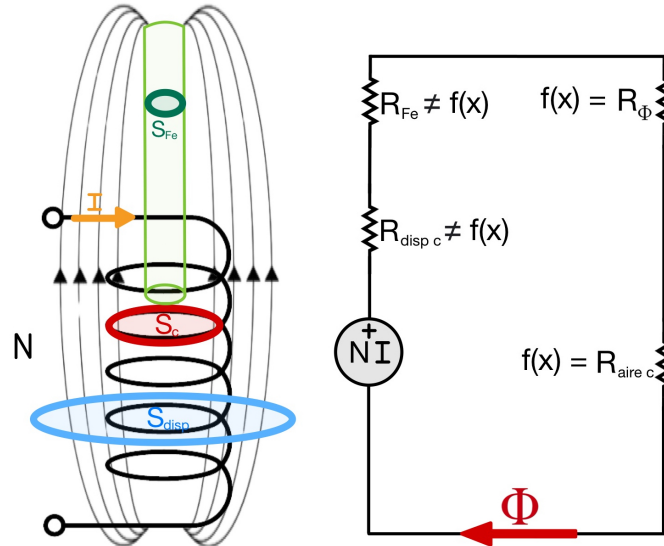 S_Fe
I
N
S_c
S_disp
R_Fe ≠ f(x)
f(x) = R_Φ
R_disp c ≠ f(x)
+
NI
f(x) = R_aire c
Φ